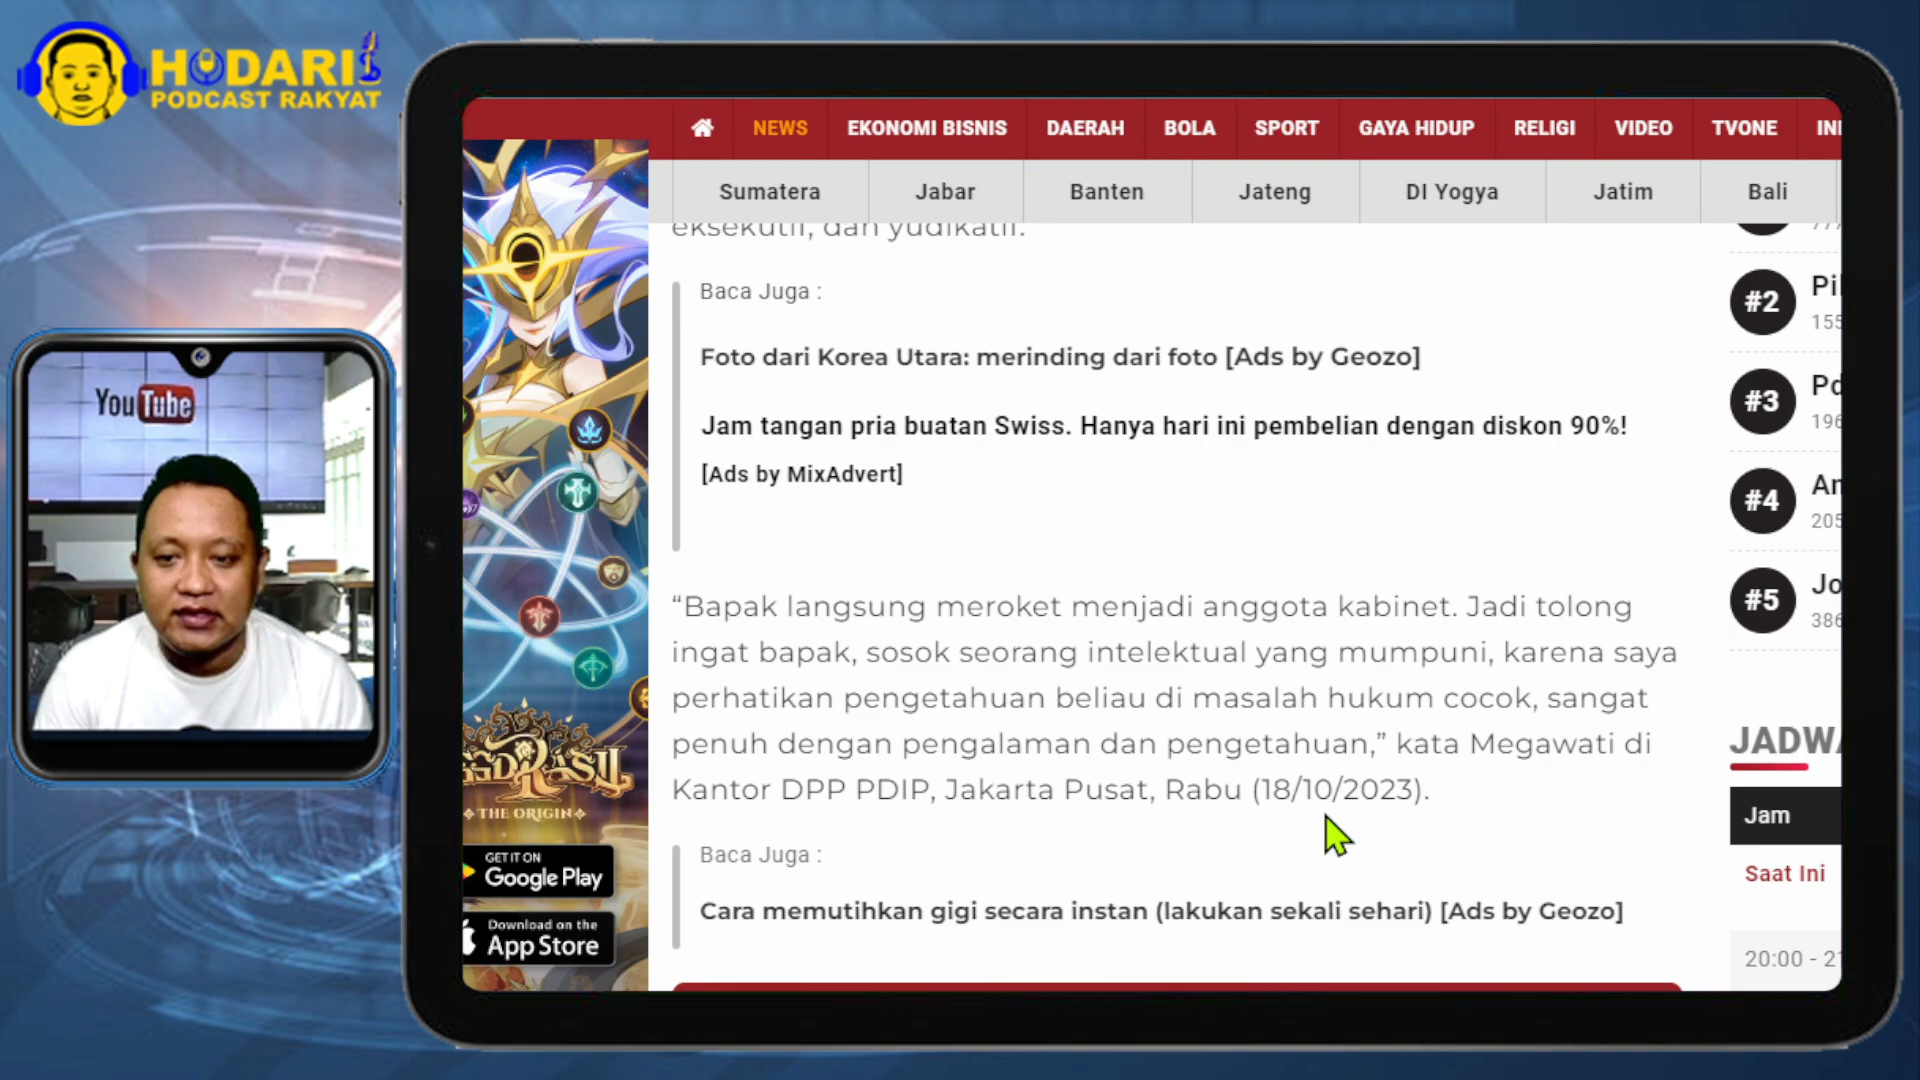 HODARI
PODCAST RAKYAT
YouTube
NEWS
EKONOMI BISNIS
DAERAH
BOLA
SPORT
GAYA HIDUP
RELIGI
VIDEO
TVONE
Sumatera
Jabar
Banten
Jateng
DI Yogya
Jatim
Bali
eksekutif, dan yudikatif.
Baca Juga :
Foto dari Korea Utara: merinding dari foto [Ads by Geozo]
Jam tangan pria buatan Swiss. Hanya hari ini pembelian dengan diskon 90%!
[Ads by MixAdvert]
“Bapak langsung meroket menjadi anggota kabinet. Jadi tolong
ingat bapak, sosok seorang intelektual yang mumpuni, karena saya
perhatikan pengetahuan beliau di masalah hukum cocok, sangat
penuh dengan pengalaman dan pengetahuan,” kata Megawati di
Kantor DPP PDIP, Jakarta Pusat, Rabu (18/10/2023).
Baca Juga :
Cara memutihkan gigi secara instan (lakukan sekali sehari) [Ads by Geozo]
THE ORIGIN
GET IT ON
Google Play
Download on the
App Store
#2
#3
#4
#5
Jam
Saat Ini
20:00 -